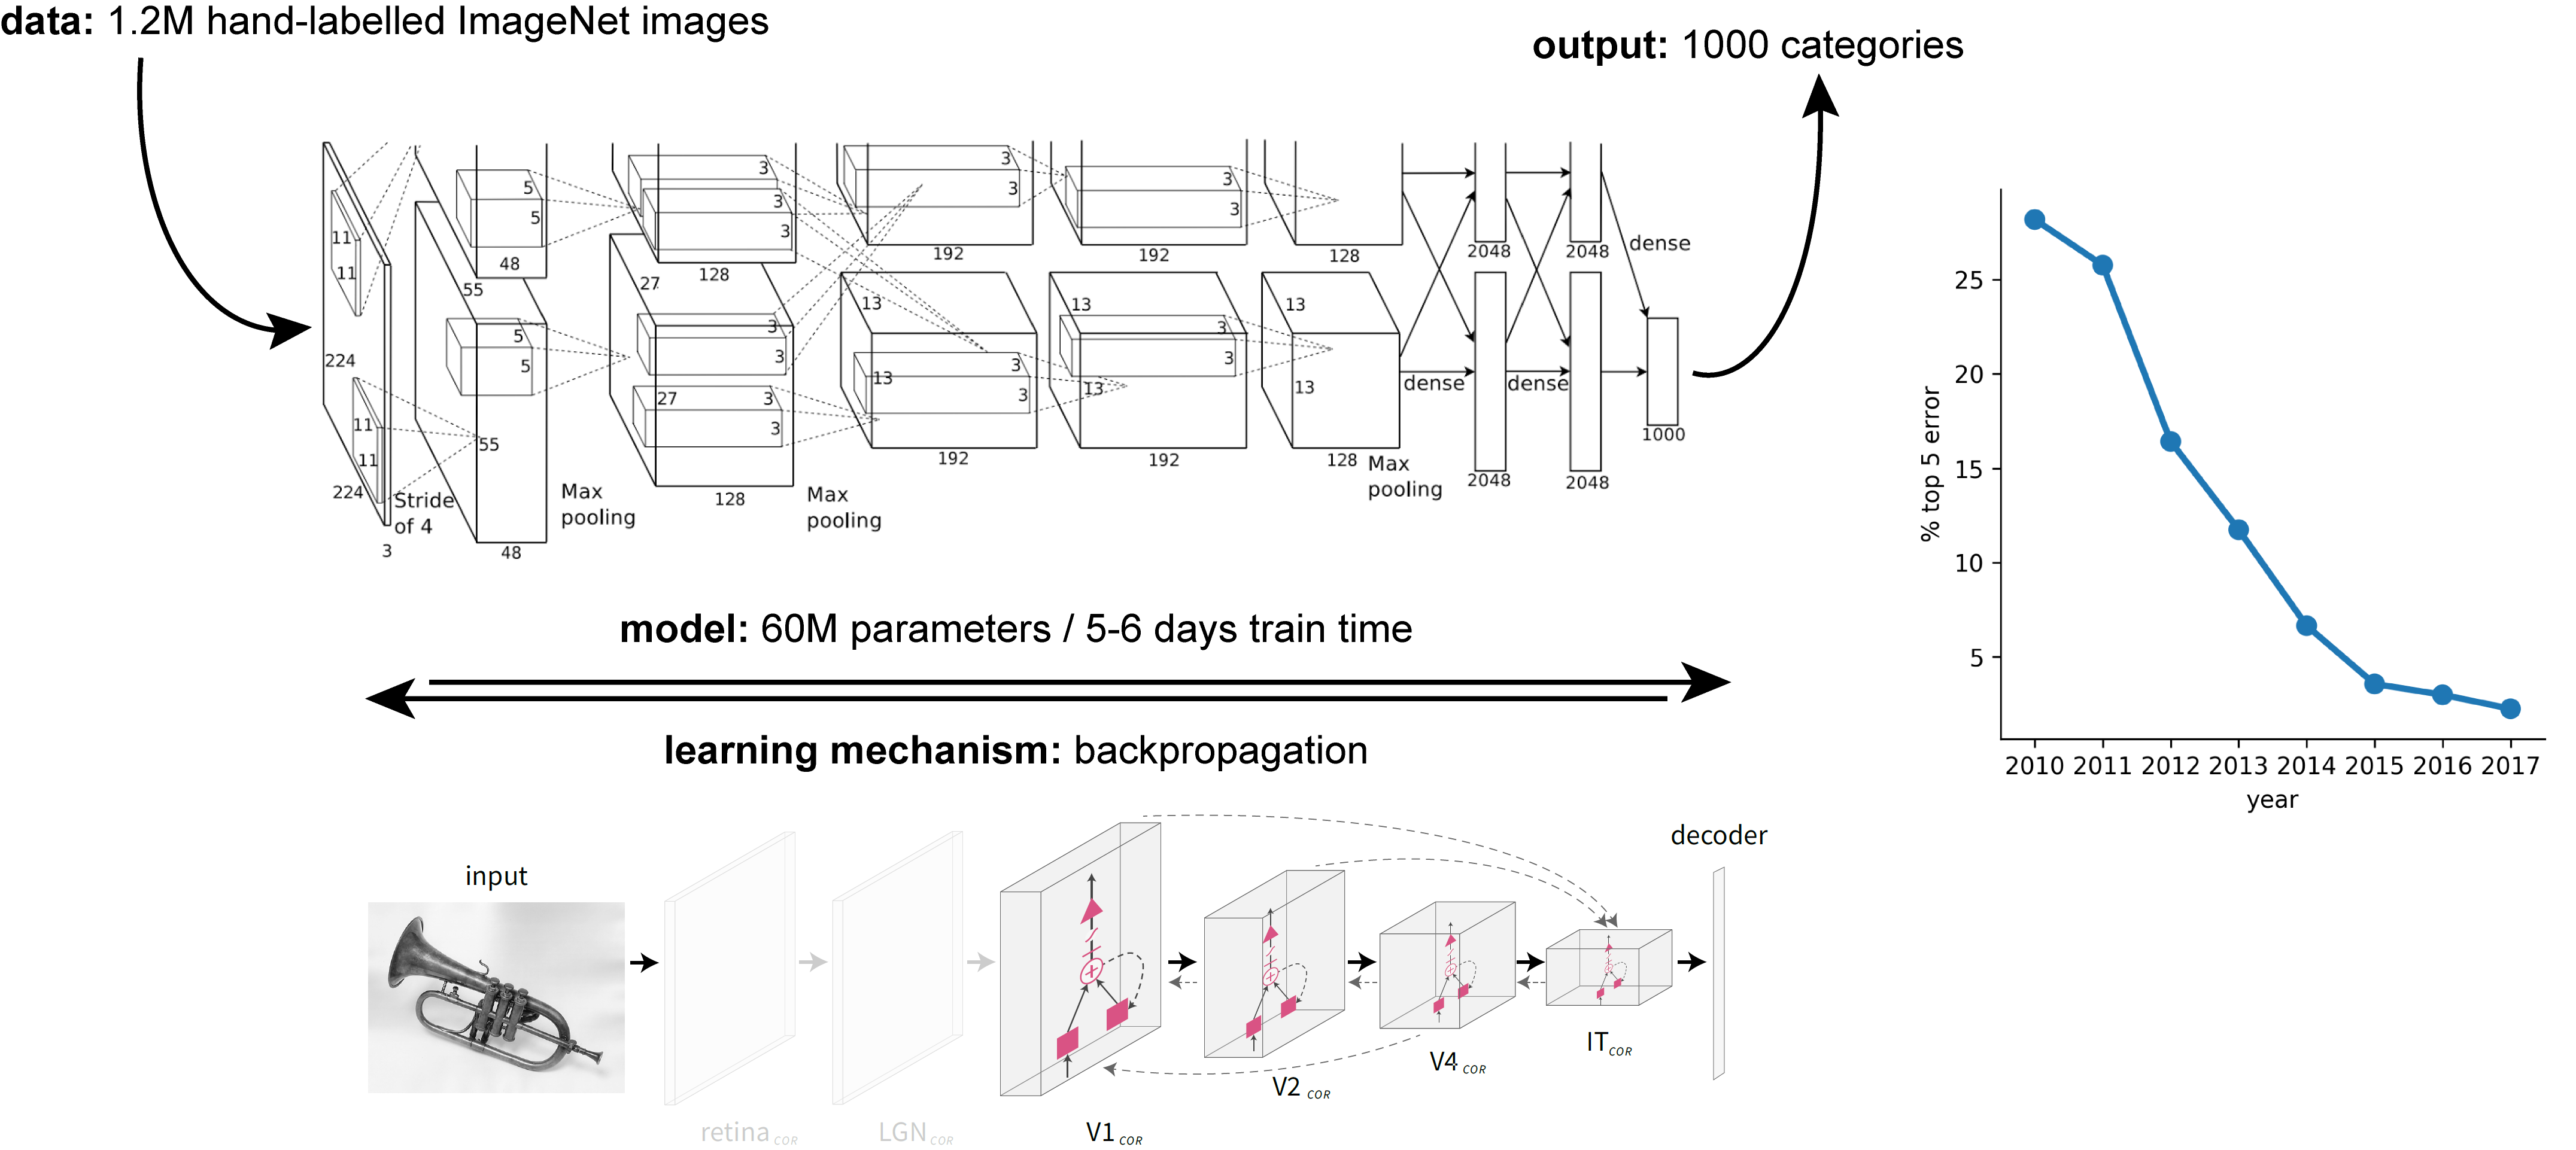 data: 1.2M hand-labelled ImageNet images
output: 1000 categories
11
11
224
11
11
224
3
Stride
of 4
5
5
48
55
5
5
55
48
Max
pooling
3
3
3
128
27
3
3
27
3
3
128
Max
pooling
3
3
192
13
13
3
3
192
3
3
192
13
3
3
13
192
128
13
13
128
Max
pooling
2048
2048
dense
dense
dense
2048
2048
1000
model: 60M parameters / 5-6 days train time
learning mechanism: backpropagation
% top 5 error
25
20
15
10
5
2010 2011 2012 2013 2014 2015 2016 2017
year
input
decoder
retina COR
LGN COR
V1 COR
V2 COR
V4 COR
IT COR